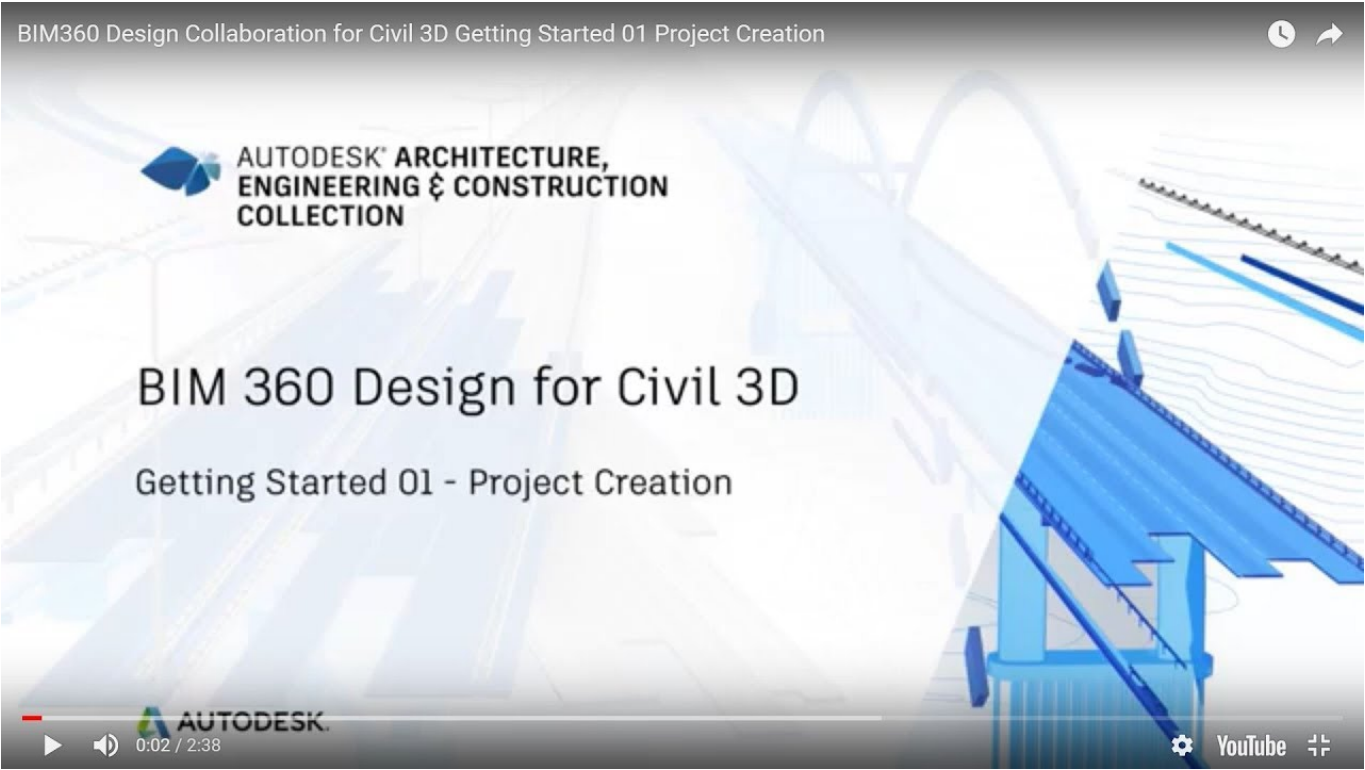 BIM360 Design Collaboration for Civil 3D Getting Started 01 Project Creation
AUTODESK® ARCHITECTURE,
ENGINEERING & CONSTRUCTION
COLLECTION
BIM 360 Design for Civil 3D
Getting Started 01 - Project Creation
AUTODESK.
0:02 / 2:38
YouTube